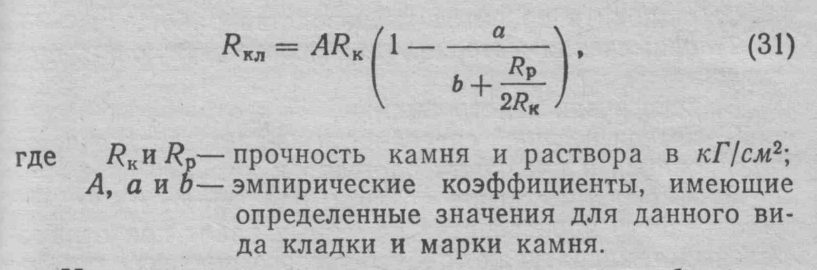 R_кл = AR_к (1 − a / (b + R_р / 2R_к)), (31)
где R_к и R_р — прочность камня и раствора в кГ/см²;
A, a и b — эмпирические коэффициенты, имеющие
определенные значения для данного ви-
да кладки и марки камня.